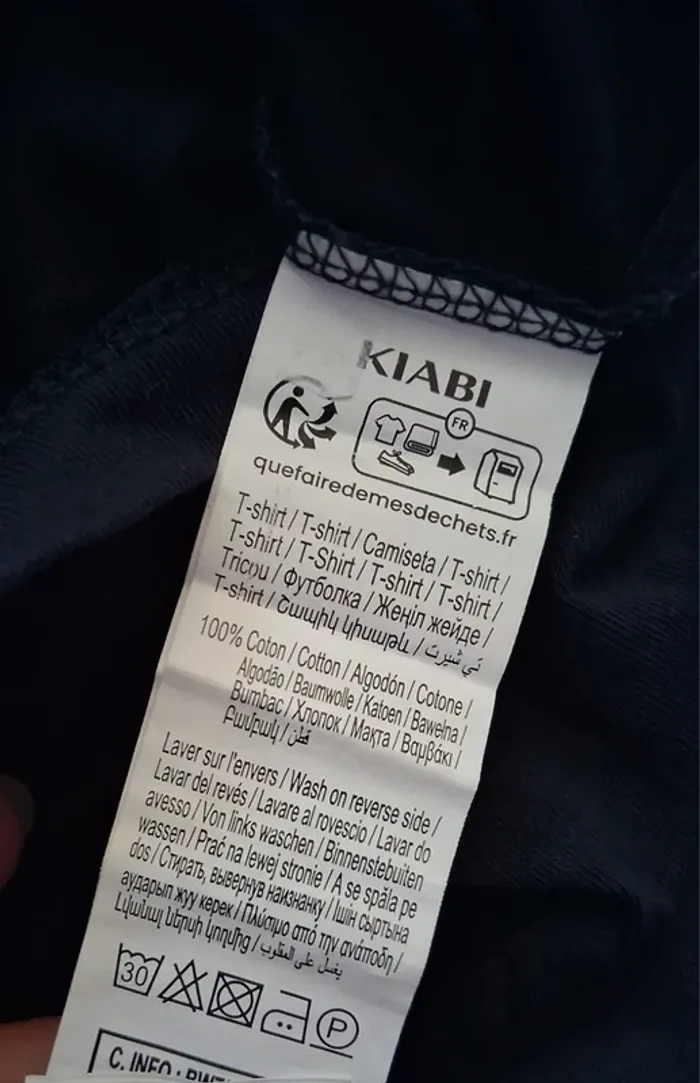 KIABI
FR
quefairedemesdechets.fr
T-shirt / T-shirt / Camiseta / T-shirt /
T-shirt / T-Shirt / T-shirt / T-shirt /
Tricou / Футболка / Жеңіл жейде /
T-shirt / Շապիկ կիսաթև / تي شيرت
100% Coton / Cotton / Algodón / Cotone /
Algodão / Baumwolle / Katoen / Bawełna /
Bumbac / Хлопок / Мақта / Βαμβάκι /
Բամբակ / قطن
Laver sur l'envers / Wash on reverse side /
Lavar del revés / Lavare al rovescio / Lavar do
avesso / Von links waschen / Binnenstebuiten
wassen / Prać na lewej stronie / A se spăla pe
dos / Стирать, вывернув наизнанку / Ішін сыртына
аударып жуу керек / Πλύσιμο από την ανάποδη /
Լվանալ ներսի կողմից / يغسل على المقلوب
30 P
C. INFO :